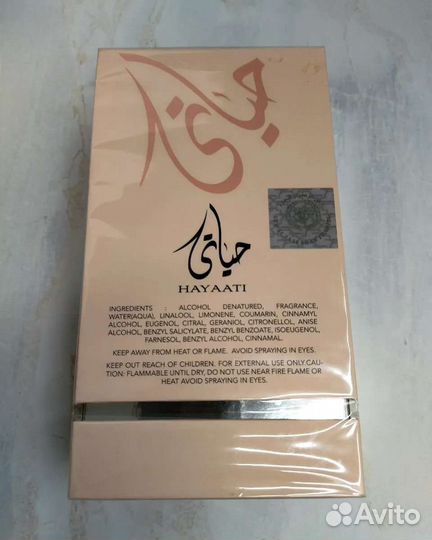 حياتي
حياتي
HAYAATI
INGREDIENTS : ALCOHOL DENATURED, FRAGRANCE,
WATER(AQUA), LINALOOL, LIMONENE, COUMARIN, CINNAMYL
ALCOHOL, EUGENOL, CITRAL, GERANIOL, CITRONELLOL, ANISE
ALCOHOL, BENZYL SALICYLATE, BENZYL BENZOATE, ISOEUGENOL,
FARNESOL, BENZYL ALCOHOL, CINNAMAL.
KEEP AWAY FROM HEAT OR FLAME. AVOID SPRAYING IN EYES.
KEEP OUT REACH OF CHILDREN. FOR EXTERNAL USE ONLY.CAU-
TION: FLAMMABLE UNTIL DRY, DO NOT USE NEAR FIRE FLAME OR
HEAT AVOID SPRAYING IN EYES.
Avito